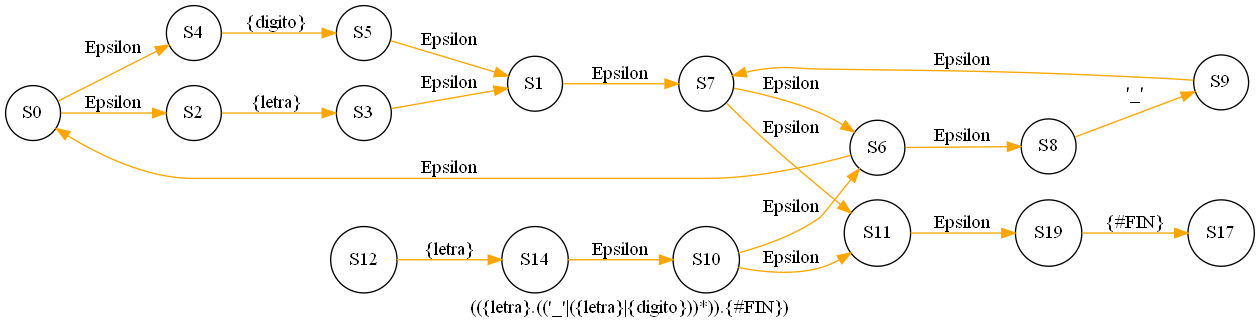 S4
{digito}
S5
Epsilon
Epsilon
Epsilon
S9
S0
Epsilon
S2
{letra}
S3
Epsilon
S1
Epsilon
S7
Epsilon
'_'
Epsilon
Epsilon
S6
Epsilon
S8
Epsilon
S12
{letra}
S14
Epsilon
S10
Epsilon
S11
Epsilon
S19
{#FIN}
S17
(({letra}.(('_'|({letra}|{digito}))*)).{#FIN})